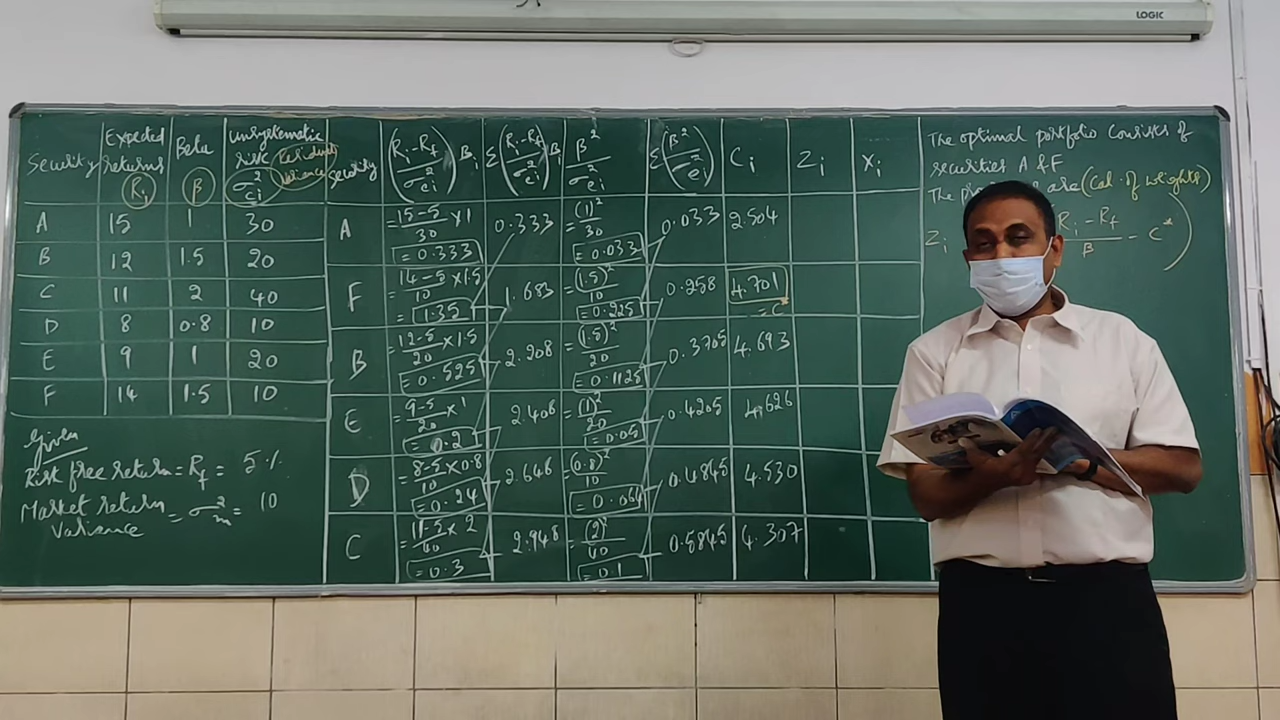 LOGIC
Security Expected returns Ri Beta β Unsystematic risk σ²ei Residual Variance
A 15 1 30
B 12 1.5 20
C 11 2 40
D 8 0.8 10
E 9 1 20
F 14 1.5 10
Given
Risk free return = Rf = 5%
Market return Variance = σ²m = 10
Security (Ri-Rf/σ²ei) βi Σ(Ri-Rf/σ²ei) βi β²/σ²ei Σ(β²/σ²ei) Ci Zi Xi
A = 15-5/30 × 1 = 0.333 0.333 = (1)²/30 = 0.033 0.033 2.504
F = 14-5/10 × 1.5 = 1.35 1.683 = (1.5)²/10 = 0.225 0.258 4.701 = C*
B = 12-5/20 × 1.5 = 0.525 2.208 = (1.5)²/20 = 0.1125 0.3705 4.693
E = 9-5/20 × 1 = 0.2 2.408 = (1)²/20 = 0.05 0.4205 4.626
D = 8-5/10 × 0.8 = 0.24 2.648 = (0.8)²/10 = 0.064 0.4845 4.530
C = 11-5/40 × 2 = 0.3 2.948 = (2)²/40 = 0.1 0.5845 4.307
The optimal portfolio consists of
securities A & F
The are (Cal. of weights)
Zi Ri - Rf/β - C* )